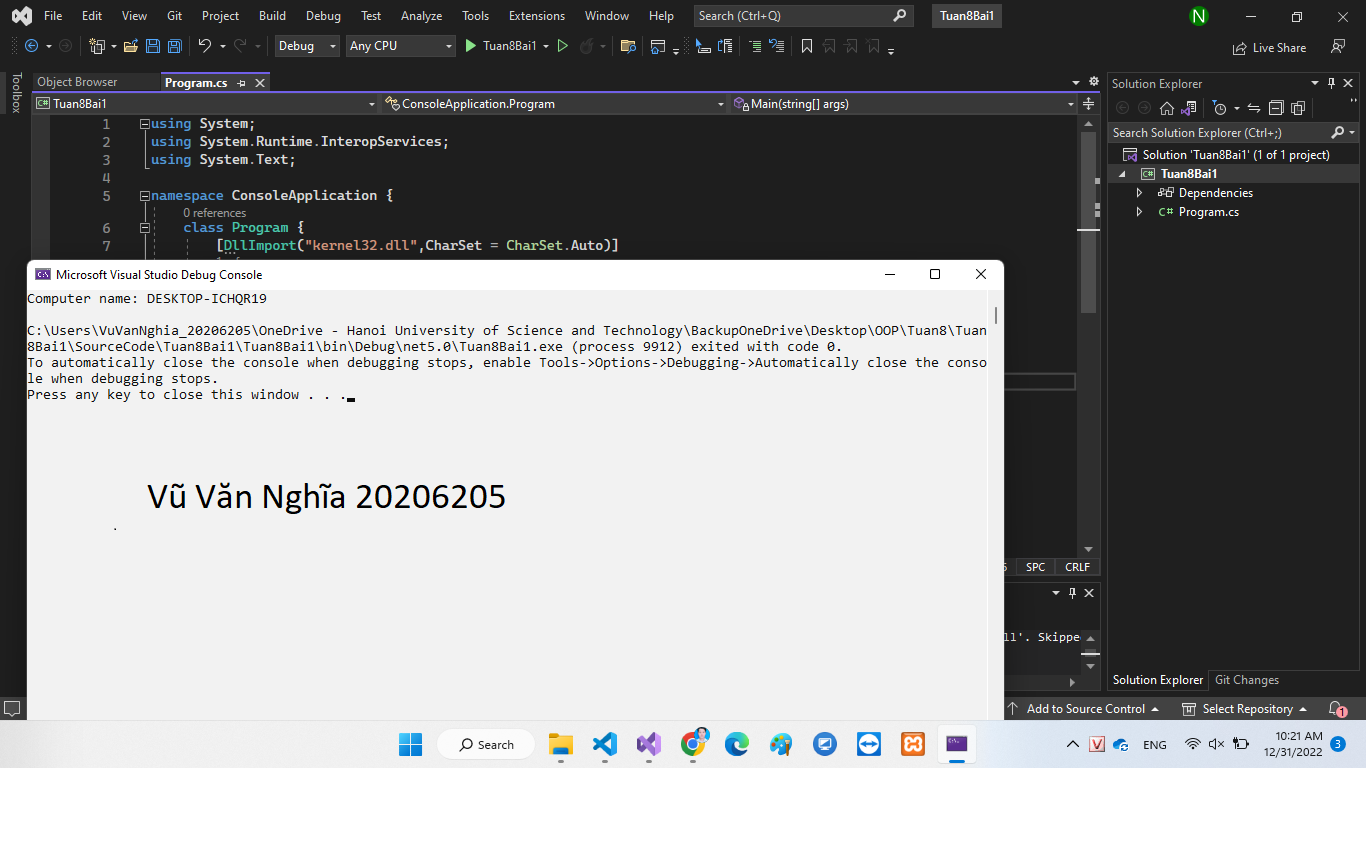 File Edit View Git Project Build Debug Test Analyze Tools Extensions Window Help Search (Ctrl+Q) Tuan8Bai1 N
Debug Any CPU Tuan8Bai1 Live Share
Toolbox
Object Browser Program.cs
Tuan8Bai1 ConsoleApplication.Program Main(string[] args)
1 using System;
2 using System.Runtime.InteropServices;
3 using System.Text;
4
5 namespace ConsoleApplication {
0 references
6 class Program {
7 [DllImport("kernel32.dll",CharSet = CharSet.Auto)]
Microsoft Visual Studio Debug Console
Computer name: DESKTOP-ICHQR19
C:\Users\VuVanNghia_20206205\OneDrive - Hanoi University of Science and Technology\BackupOneDrive\Desktop\OOP\Tuan8\Tuan
8Bai1\SourceCode\Tuan8Bai1\Tuan8Bai1\bin\Debug\net5.0\Tuan8Bai1.exe (process 9912) exited with code 0.
To automatically close the console when debugging stops, enable Tools->Options->Debugging->Automatically close the conso
le when debugging stops.
Press any key to close this window . . .
Vũ Văn Nghĩa 20206205
SPC CRLF
ll'. Skippe
Solution Explorer
Search Solution Explorer (Ctrl+;)
Solution 'Tuan8Bai1' (1 of 1 project)
Tuan8Bai1
Dependencies
C# Program.cs
Solution Explorer Git Changes
Add to Source Control Select Repository 1
Search
ENG
10:21 AM
12/31/2022 3